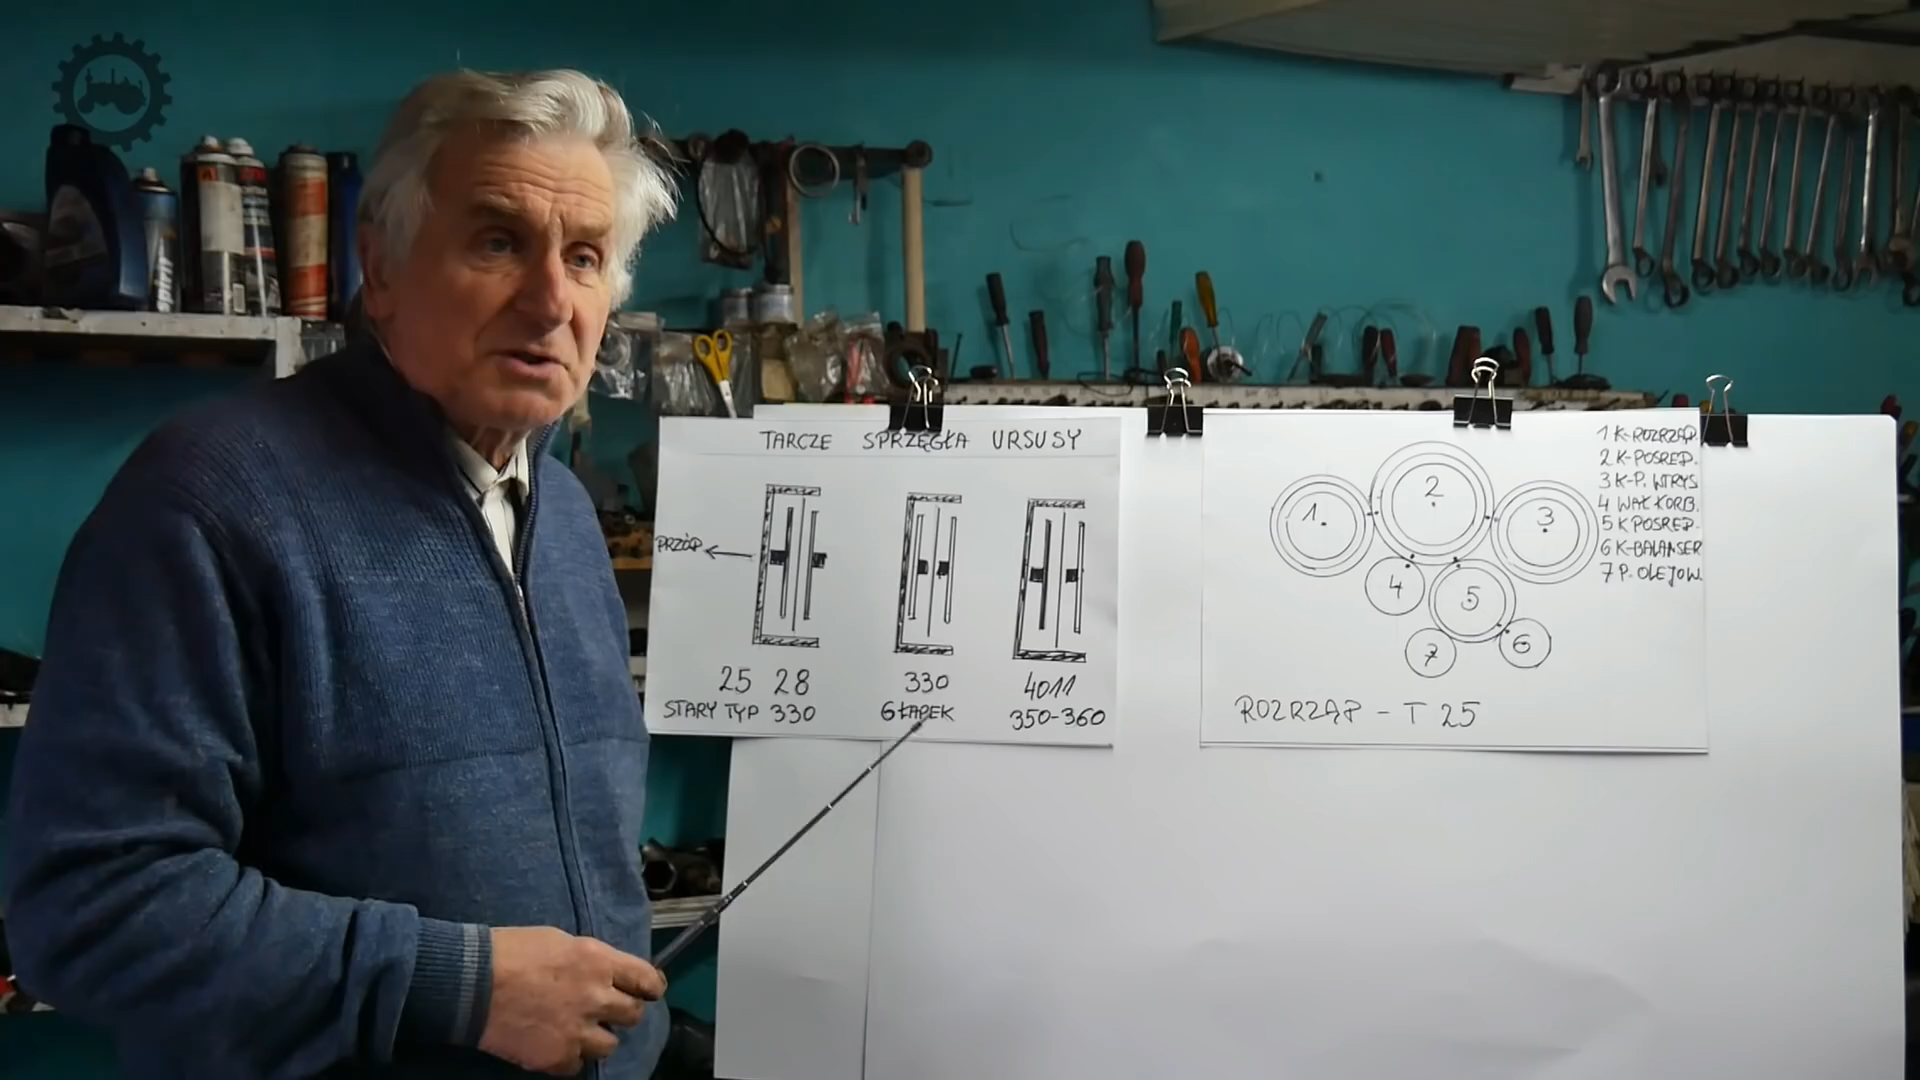 TARCZE SPRZĘGŁA URSUSY
PRZÓD
25 28
STARY TYP 330
330
6 ŁAPEK
4011
350-360
1 K-ROZRZĄD.
2 K-POŚRED.
3 K-P. WTRYS
4 WAŁ KORB.
5 K POŚRED.
6 K-BALANSER
7 P. OLEJOW.
1.
2
3
4
5
6
7
ROZRZĄD - T 25